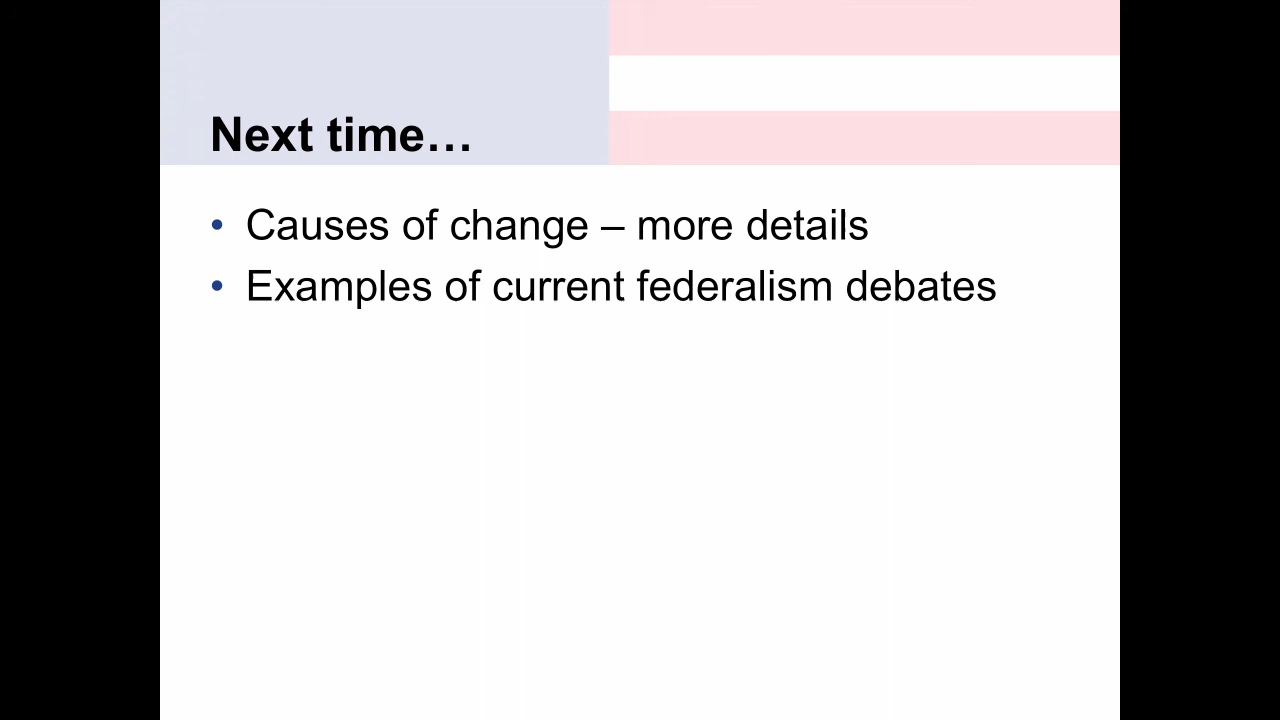 Next time…
• Causes of change – more details
• Examples of current federalism debates